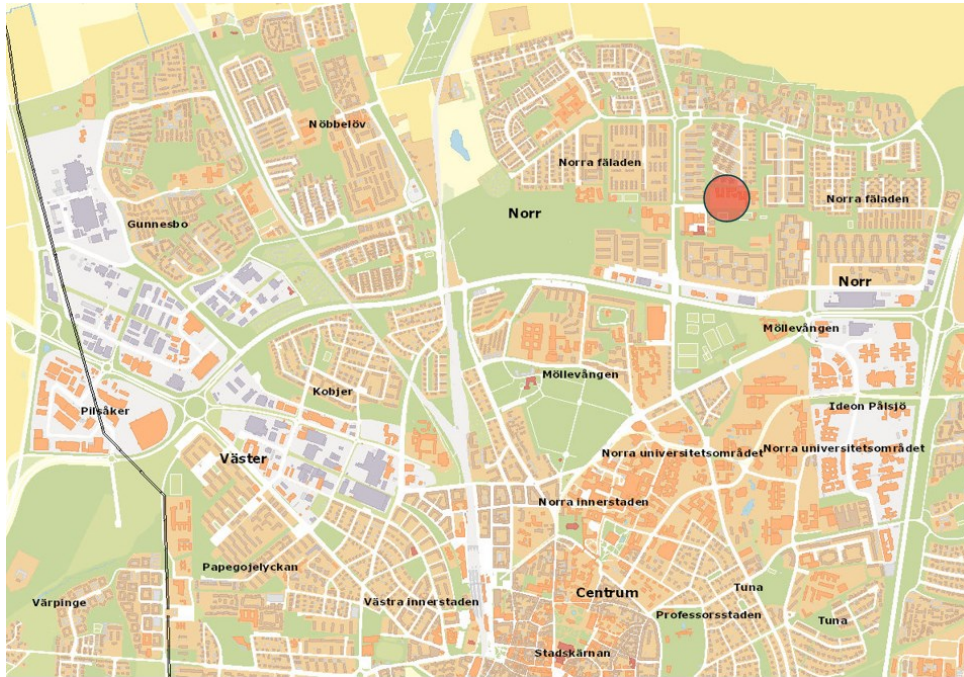 Nöbbelöv
Norra fäladen
Norra fäladen
Norr
Gunnesbo
Norr
Möllevången
Möllevången
Kobjer
Pilsåker
Ideon Pålsjö
Väster
Norra universitetsområdet
Norra universitetsområdet
Norra innerstaden
Papegojelyckan
Tuna
Centrum
Värpinge
Västra innerstaden
Professorsstaden
Tuna
Stadskärnan